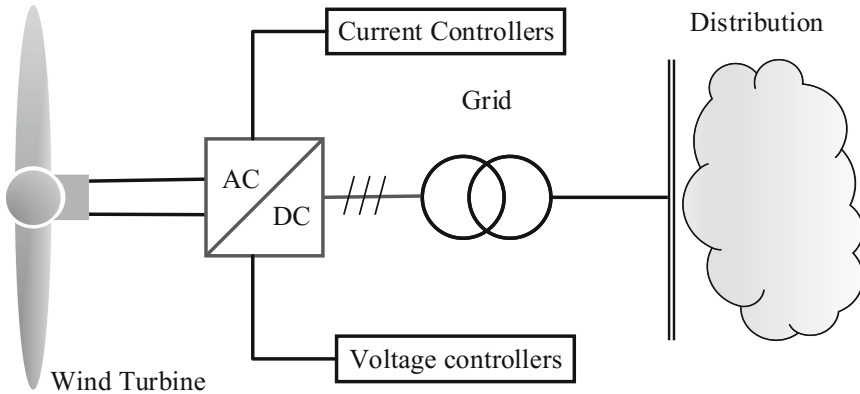 Current Controllers
Distribution
Grid
AC
DC
Voltage controllers
Wind Turbine